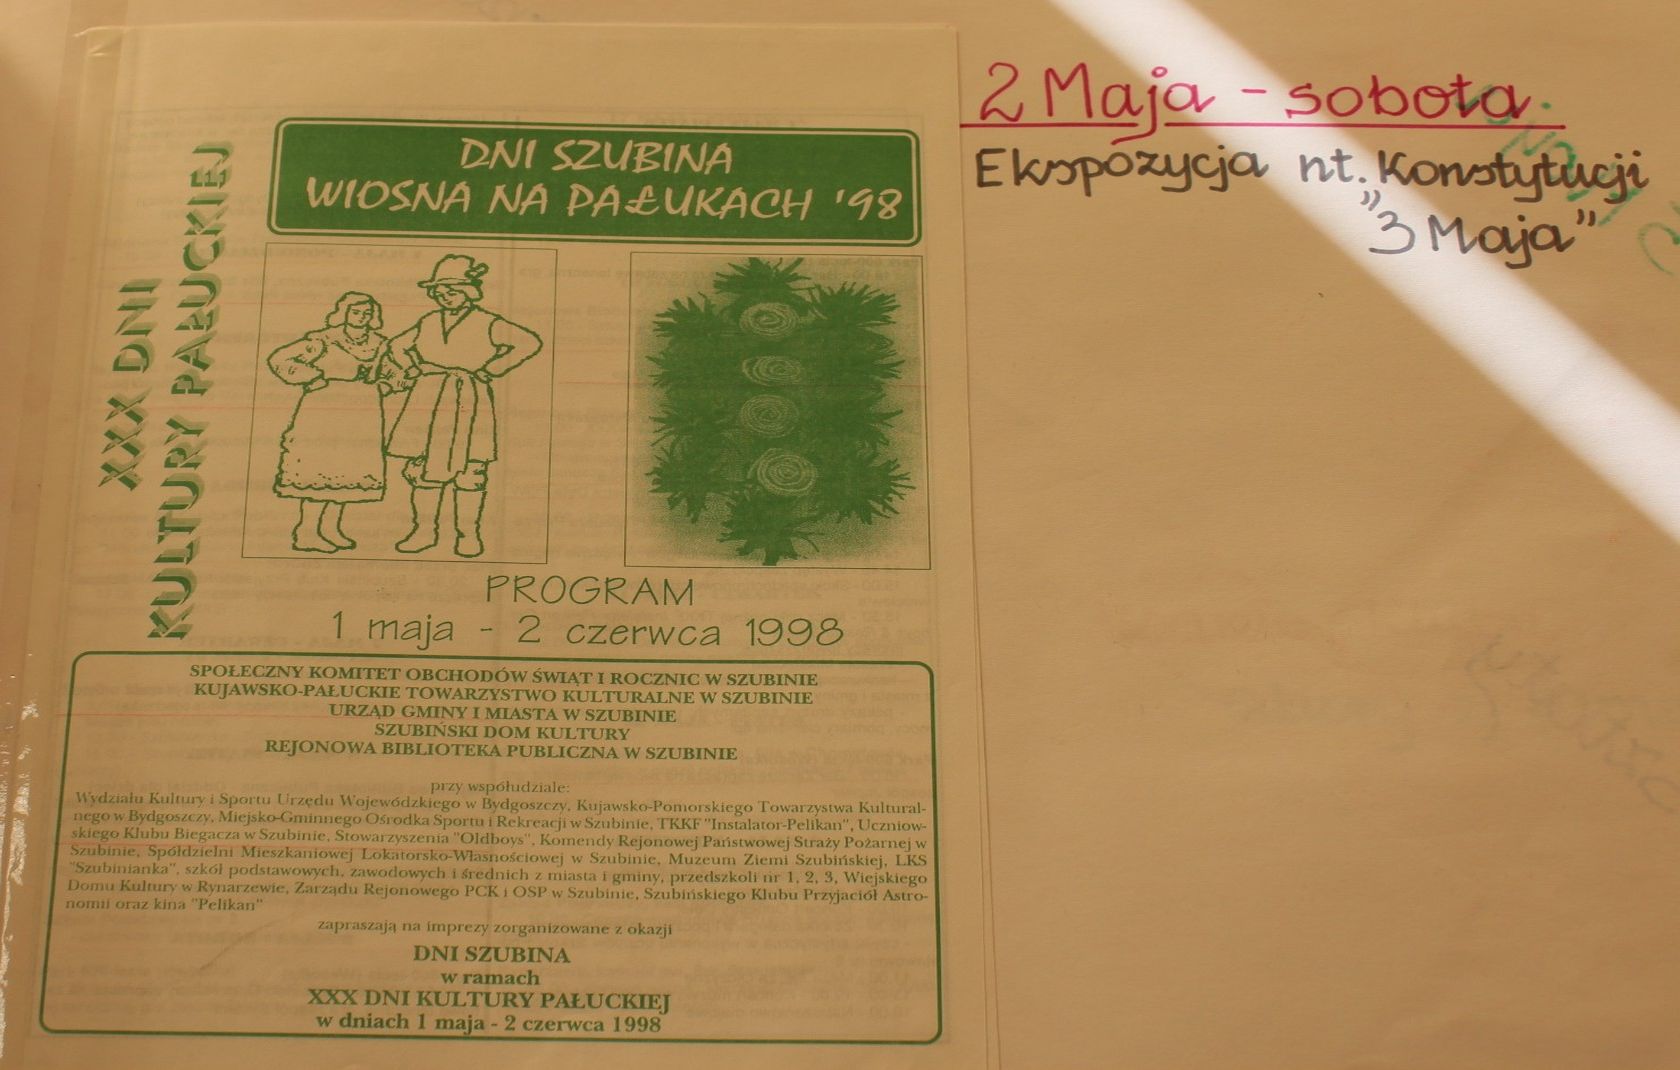 XXX DNI
KULTURY PAŁUCKIEJ
DNI SZUBINA
WIOSNA NA PAŁUKACH '98
PROGRAM
1 maja - 2 czerwca 1998
SPOŁECZNY KOMITET OBCHODÓW ŚWIĄT I ROCZNIC W SZUBINIE
KUJAWSKO-PAŁUCKIE TOWARZYSTWO KULTURALNE W SZUBINIE
URZĄD GMINY I MIASTA W SZUBINIE
SZUBIŃSKI DOM KULTURY
REJONOWA BIBLIOTEKA PUBLICZNA W SZUBINIE
przy współudziale:
Wydziału Kultury i Sportu Urzędu Wojewódzkiego w Bydgoszczy, Kujawsko-Pomorskiego Towarzystwa Kultural-
nego w Bydgoszczy, Miejsko-Gminnego Ośrodka Sportu i Rekreacji w Szubinie, TKKF "Instalator-Pelikan", Uczniow-
skiego Klubu Biegacza w Szubinie, Stowarzyszenia "Oldboys", Komendy Rejonowej Państwowej Straży Pożarnej w
Szubinie, Spółdzielni Mieszkaniowej Lokatorsko-Własnościowej w Szubinie, Muzeum Ziemi Szubińskiej, LKS
"Szubinianka", szkół podstawowych, zawodowych i średnich z miasta i gminy, przedszkoli nr 1, 2, 3, Wiejskiego
Domu Kultury w Rynarzewie, Zarządu Rejonowego PCK i OSP w Szubinie, Szubińskiego Klubu Przyjaciół Astro-
nomii oraz kina "Pelikan"
zapraszają na imprezy zorganizowane z okazji
DNI SZUBINA
w ramach
XXX DNI KULTURY PAŁUCKIEJ
w dniach 1 maja - 2 czerwca 1998
2 Maja - sobota.
Ekspozycja nt. Konstytucji
"3 Maja"